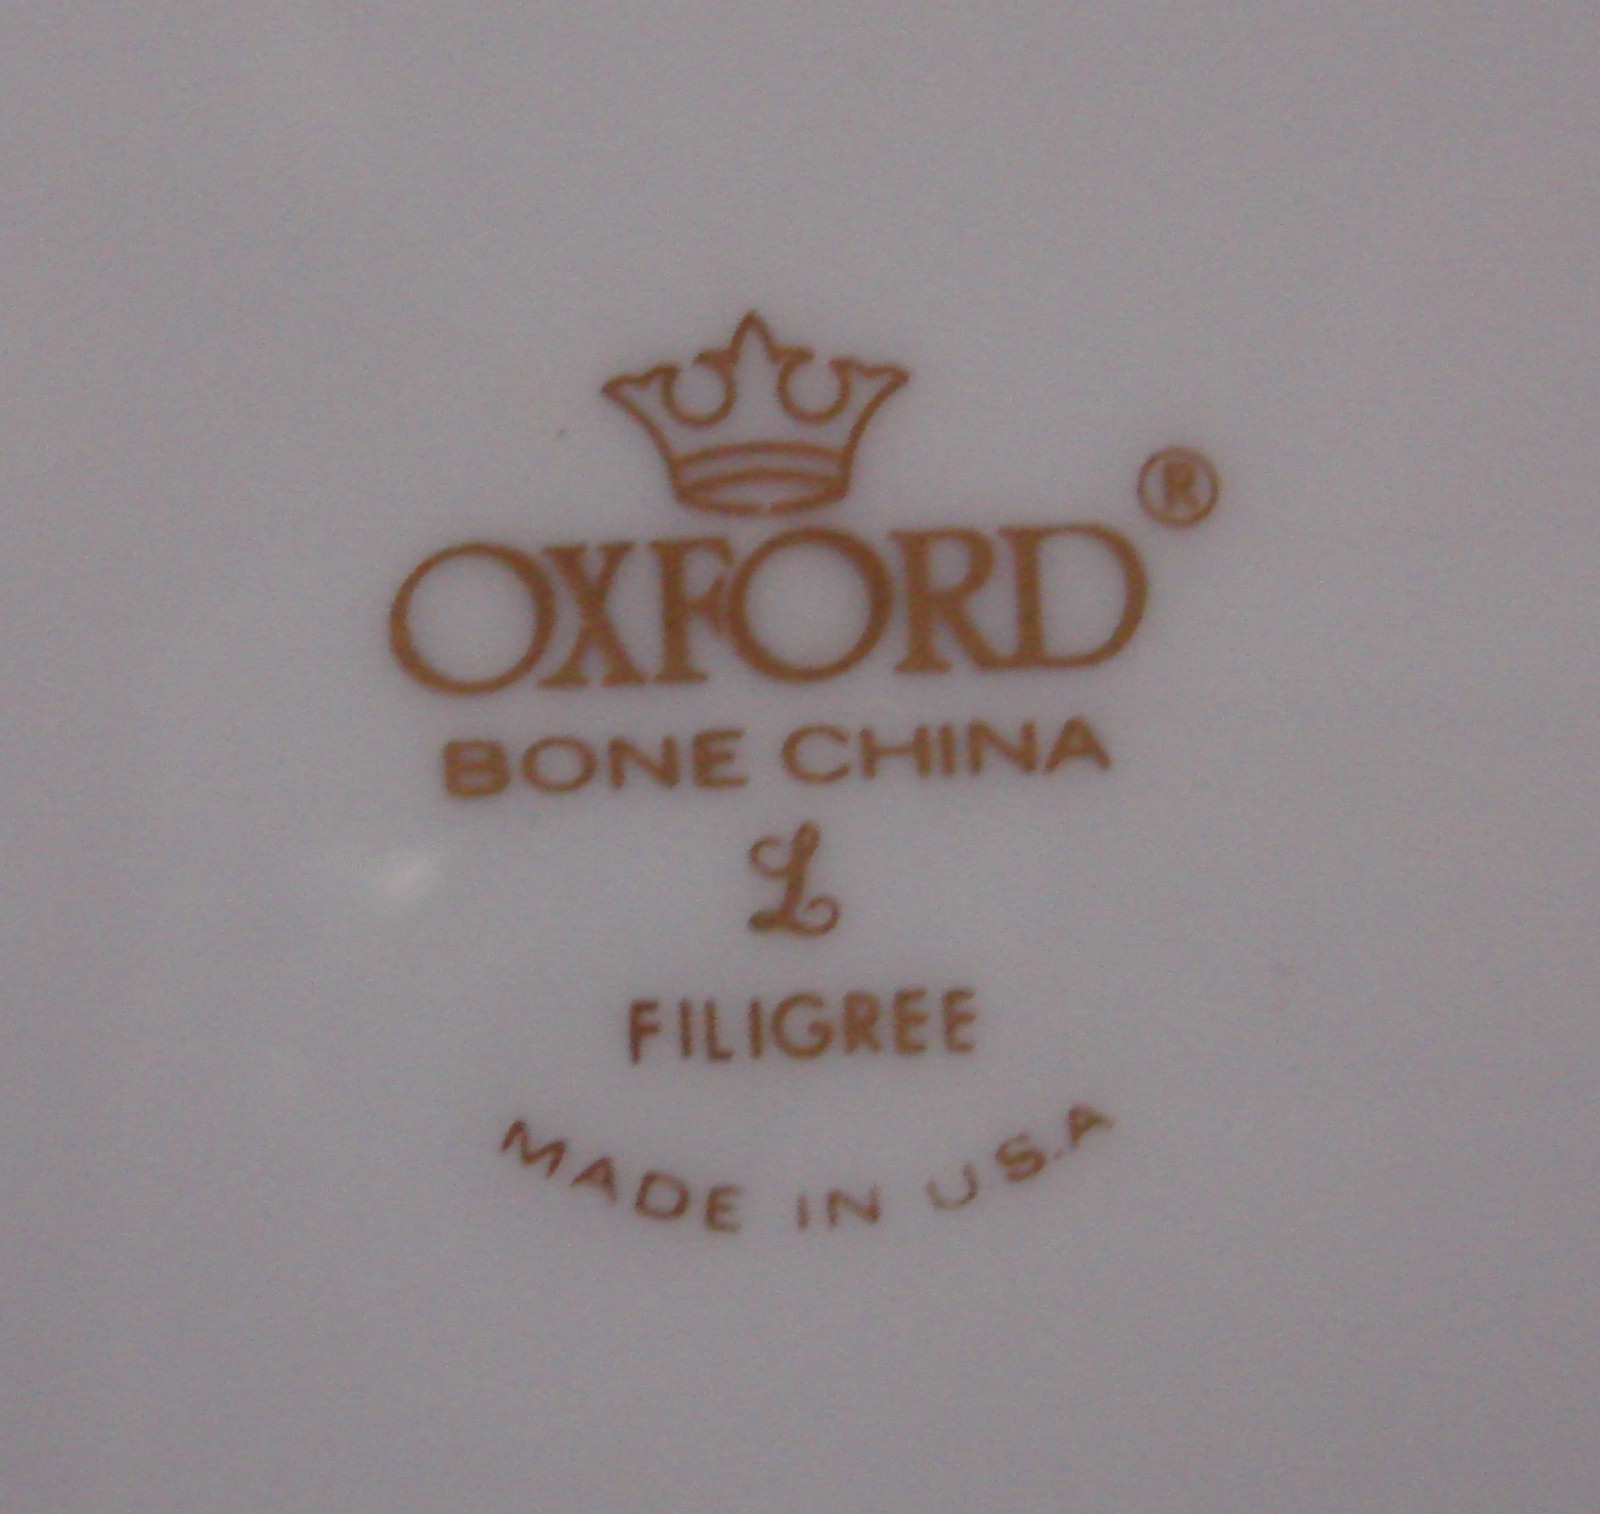 OXFORD®
BONE CHINA
L
FILIGREE
MADE IN U.S.A